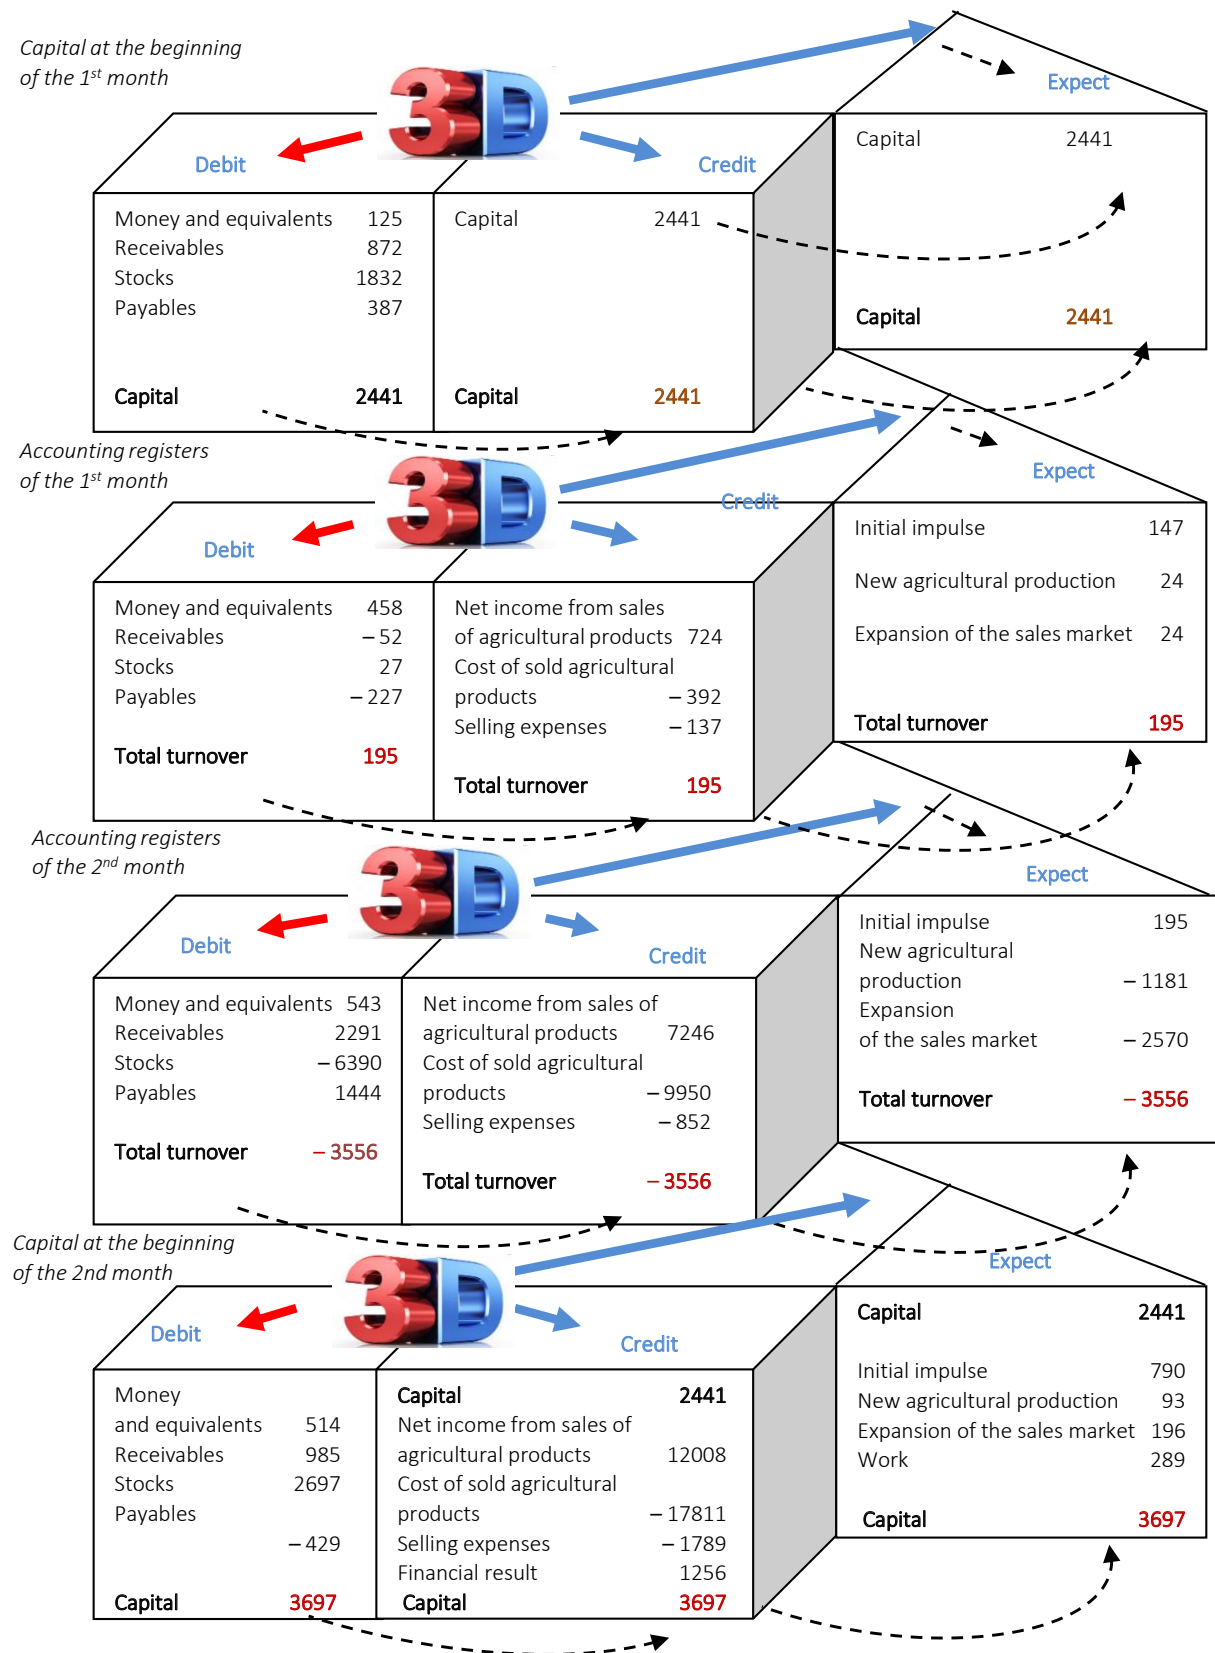 Capital at the beginning
of the 1st month
3D
Expect
Debit
Credit
Capital 2441
Capital 2441
Money and equivalents 125
Receivables 872
Stocks 1832
Payables 387
Capital 2441
Capital 2441
Capital 2441
Capital 2441
Accounting registers
of the 1st month
3D
Expect
Debit
Credit
Initial impulse 147
New agricultural production 24
Expansion of the sales market 24
Total turnover 195
Money and equivalents 458
Receivables – 52
Stocks 27
Payables – 227
Total turnover 195
Net income from sales
of agricultural products 724
Cost of sold agricultural
products – 392
Selling expenses – 137
Total turnover 195
Accounting registers
of the 2nd month
3D
Expect
Debit
Credit
Initial impulse 195
New agricultural
production – 1181
Expansion
of the sales market – 2570
Total turnover – 3556
Money and equivalents 543
Receivables 2291
Stocks – 6390
Payables 1444
Total turnover – 3556
Net income from sales of
agricultural products 7246
Cost of sold agricultural
products – 9950
Selling expenses – 852
Total turnover – 3556
Capital at the beginning
of the 2nd month
3D
Expect
Debit
Credit
Capital 2441
Initial impulse 790
New agricultural production 93
Expansion of the sales market 196
Work 289
Capital 3697
Money
and equivalents 514
Receivables 985
Stocks 2697
Payables
– 429
Capital 3697
Capital 2441
Net income from sales of
agricultural products 12008
Cost of sold agricultural
products – 17811
Selling expenses – 1789
Financial result 1256
Capital 3697